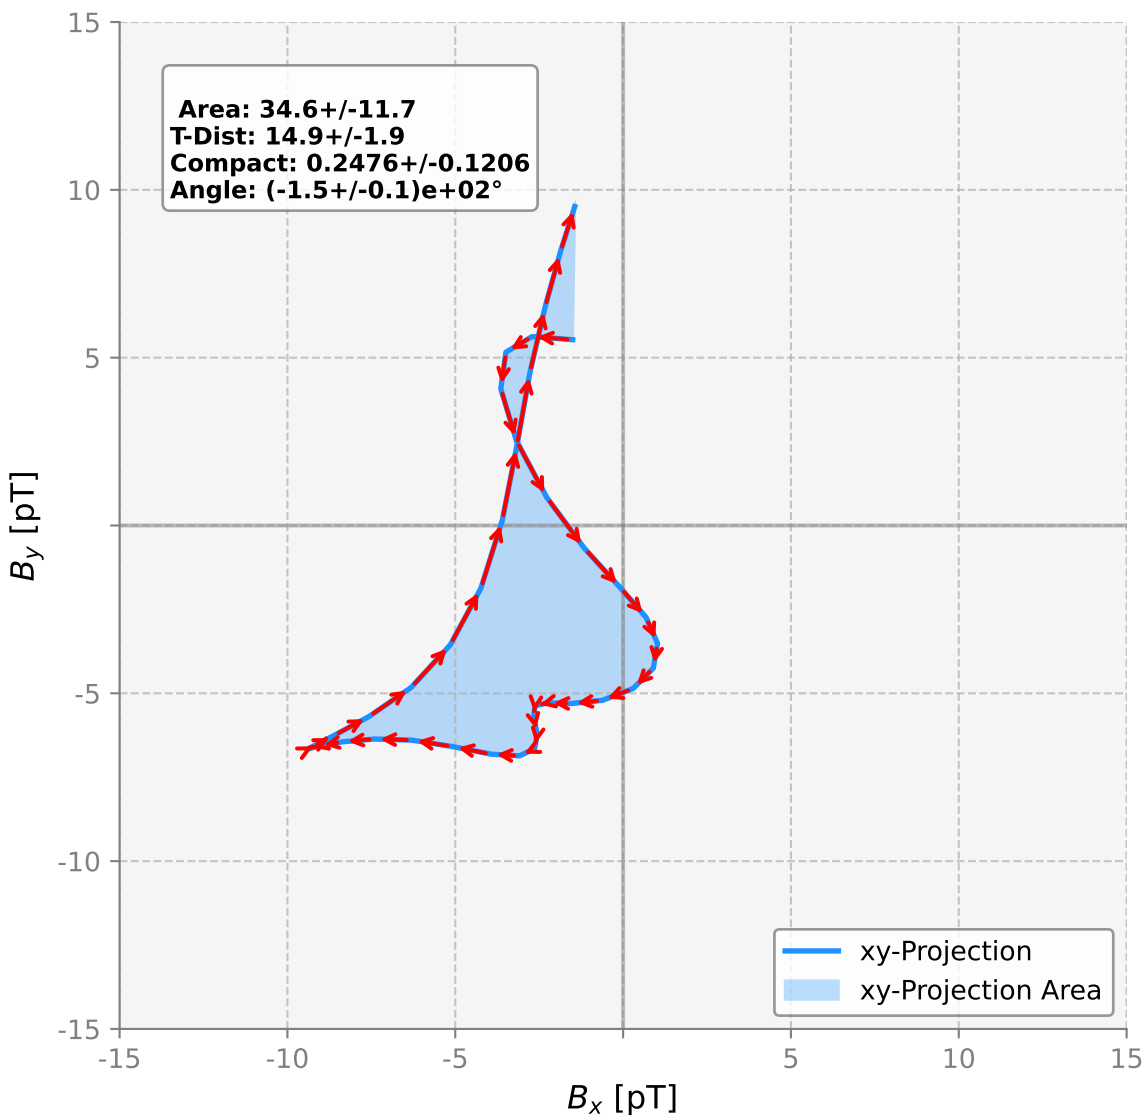 15
Area: 34.6+/-11.7
T-Dist: 14.9+/-1.9
Compact: 0.2476+/-0.1206
Angle: (-1.5+/-0.1)e+02°
10
5
B_y [pT]
-5
-10
-15
xy-Projection
xy-Projection Area
-15 -10 -5 5 10 15
B_x [pT]